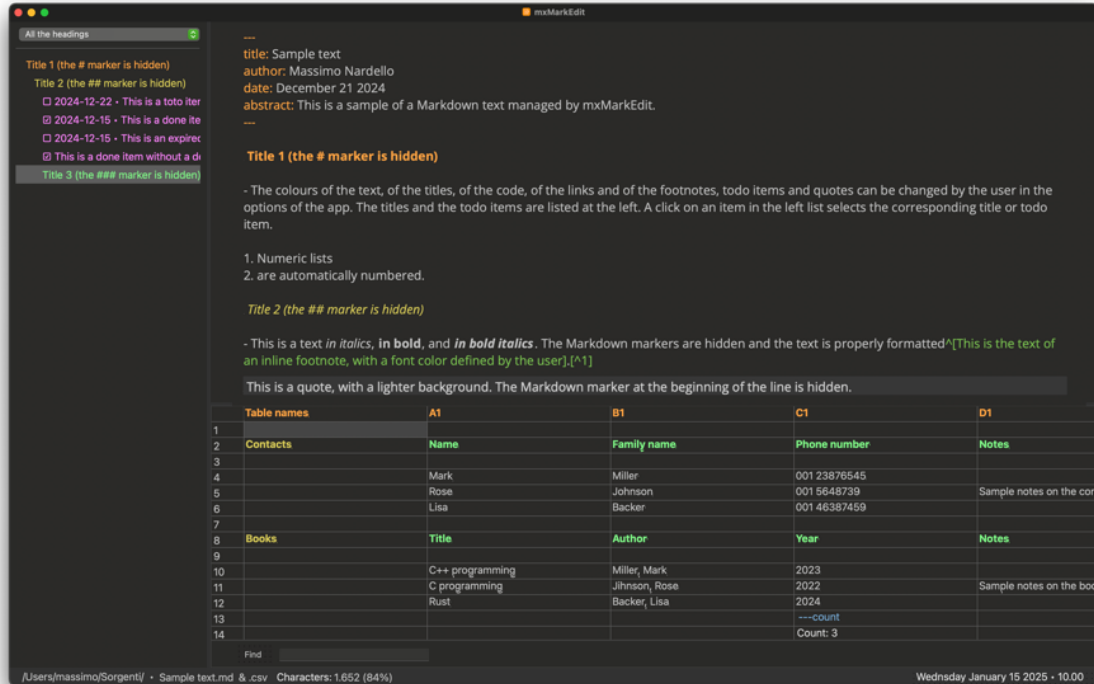 mxMarkEdit
All the headings
Title 1 (the # marker is hidden)
Title 2 (the ## marker is hidden)
☐ 2024-12-22 • This is a toto iter
☑ 2024-12-15 • This is a done ite
☐ 2024-12-15 • This is an expired
☑ This is a done item without a d
Title 3 (the ### marker is hidden)
---
title: Sample text
author: Massimo Nardello
date: December 21 2024
abstract: This is a sample of a Markdown text managed by mxMarkEdit.
---
Title 1 (the # marker is hidden)
- The colours of the text, of the titles, of the code, of the links and of the footnotes, todo items and quotes can be changed by the user in the
options of the app. The titles and the todo items are listed at the left. A click on an item in the left list selects the corresponding title or todo
item.
1. Numeric lists
2. are automatically numbered.
Title 2 (the ## marker is hidden)
- This is a text in italics, in bold, and in bold italics. The Markdown markers are hidden and the text is properly formatted^[This is the text of
an inline footnote, with a font color defined by the user].[^1]
This is a quote, with a lighter background. The Markdown marker at the beginning of the line is hidden.
Table names A1 B1 C1 D1
1
2 Contacts Name Family name Phone number Notes
3
4 Mark Miller 001 23876545
5 Rose Johnson 001 5648739 Sample notes on the cor
6 Lisa Backer 001 46387459
7
8 Books Title Author Year Notes
9
10 C++ programming Miller, Mark 2023
11 C programming Jihnson, Rose 2022 Sample notes on the boo
12 Rust Backer, Lisa 2024
13 ---count
14 Count: 3
Find
/Users/massimo/Sorgenti/ • Sample text.md & .csv Characters: 1.652 (84%) Wednsday January 15 2025 • 10.00